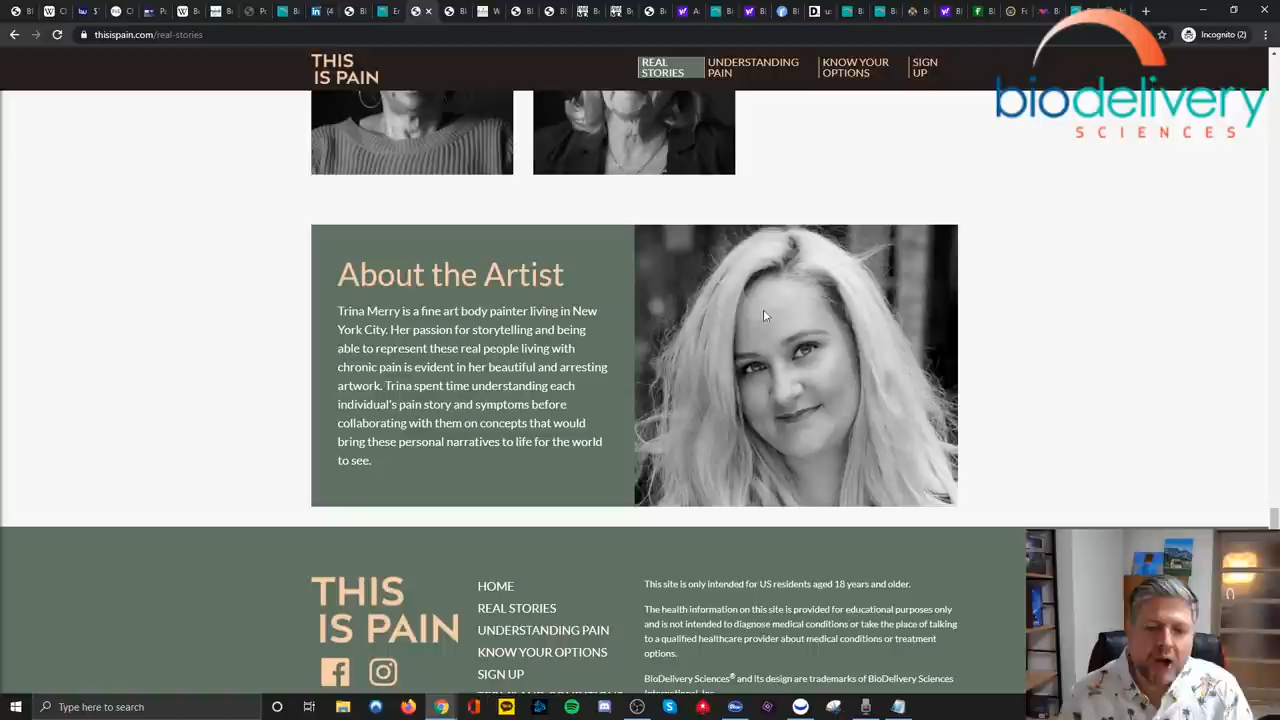 Incognito (2)
thisispain.com/real-stories
THIS
IS PAIN
REAL
STORIES
UNDERSTANDING
PAIN
KNOW YOUR
OPTIONS
SIGN
UP
biodelivery
SCIENCES
About the Artist
Trina Merry is a fine art body painter living in New
York City. Her passion for storytelling and being
able to represent these real people living with
chronic pain is evident in her beautiful and arresting
artwork. Trina spent time understanding each
individual's pain story and symptoms before
collaborating with them on concepts that would
bring these personal narratives to life for the world
to see.
THIS
IS PAIN
HOME
REAL STORIES
UNDERSTANDING PAIN
KNOW YOUR OPTIONS
SIGN UP
This site is only intended for US residents aged 18 years and older.
The health information on this site is provided for educational purposes only
and is not intended to diagnose medical conditions or take the place of talking
to a qualified healthcare provider about medical conditions or treatment
options.
BioDelivery Sciences® and its design are trademarks of BioDelivery Sciences
International, Inc.
Type here to search